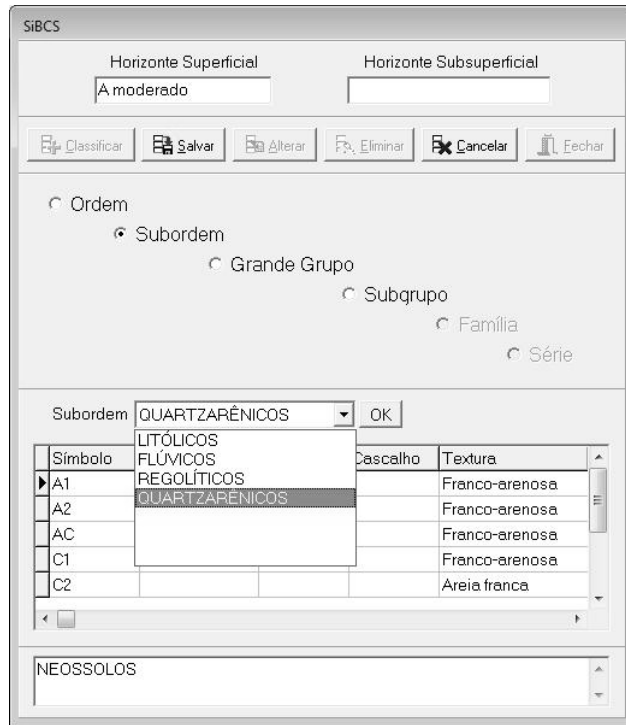 SiBCS
Horizonte Superficial Horizonte Subsuperficial
A moderado
Classificar Salvar Alterar Eliminar Cancelar Fechar
Ordem
Subordem
Grande Grupo
Subgrupo
Família
Série
Subordem QUARTZARÊNICOS OK
LITÓLICOS
FLÚVICOS
REGOLÍTICOS
QUARTZARÊNICOS
Símbolo Cascalho Textura
A1 Franco-arenosa
A2 Franco-arenosa
AC Franco-arenosa
C1 Franco-arenosa
C2 Areia franca
NEOSSOLOS